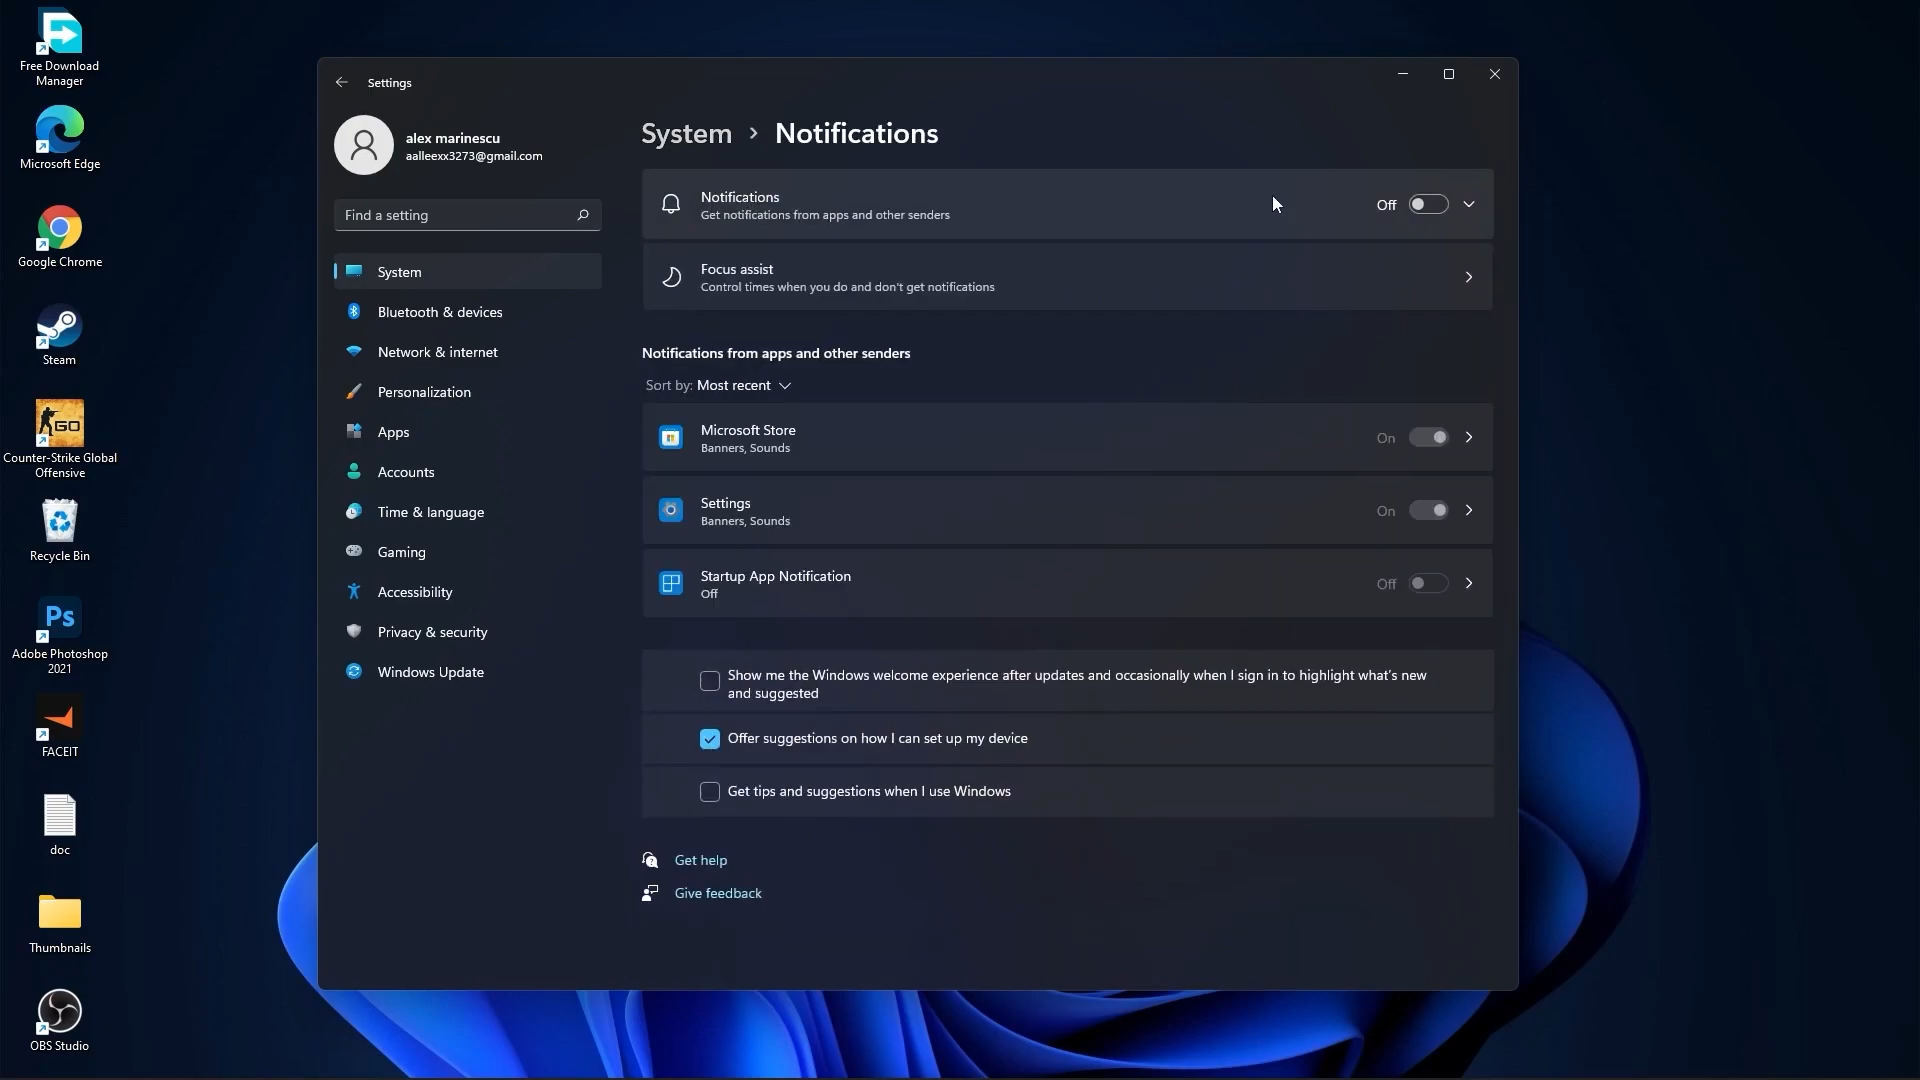 Free Download
Manager
Microsoft Edge
Google Chrome
Steam
GO
Counter-Strike Global
Offensive
Recycle Bin
Ps
Adobe Photoshop
2021
FACEIT
doc
Thumbnails
OBS Studio
Settings
alex marinescu
aalleexx3273@gmail.com
Find a setting
System
Bluetooth & devices
Network & internet
Personalization
Apps
Accounts
Time & language
Gaming
Accessibility
Privacy & security
Windows Update
System > Notifications
Notifications
Get notifications from apps and other senders
Off
Focus assist
Control times when you do and don't get notifications
Notifications from apps and other senders
Sort by: Most recent
Microsoft Store
Banners, Sounds
On
Settings
Banners, Sounds
On
Startup App Notification
Off
Off
Show me the Windows welcome experience after updates and occasionally when I sign in to highlight what's new
and suggested
Offer suggestions on how I can set up my device
Get tips and suggestions when I use Windows
Get help
Give feedback